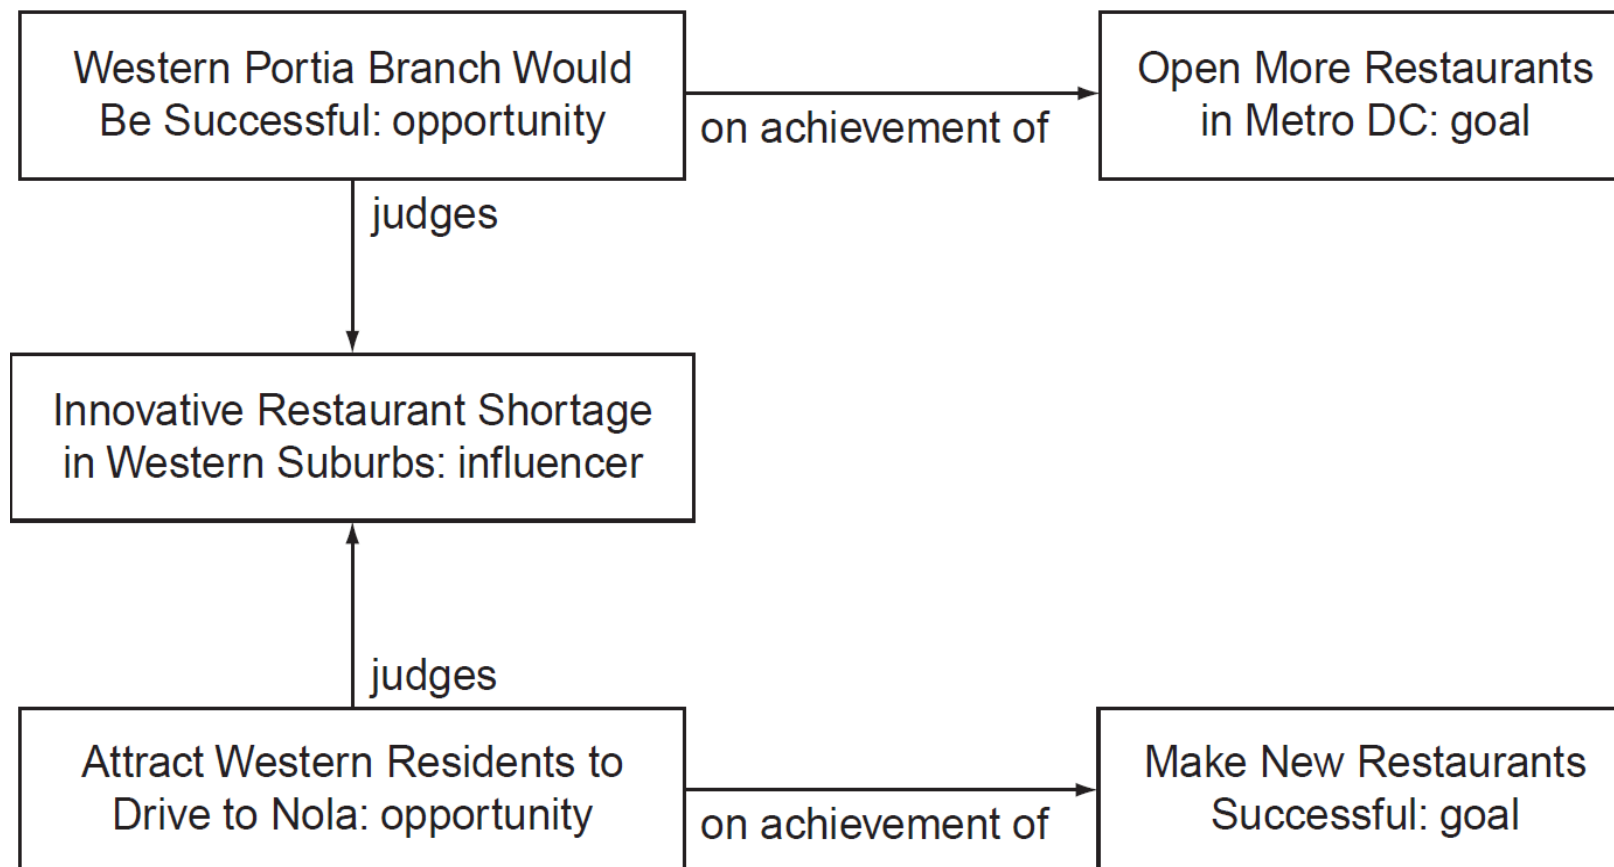 Western Portia Branch Would
Be Successful: opportunity
on achievement of
Open More Restaurants
in Metro DC: goal
judges
Innovative Restaurant Shortage
in Western Suburbs: influencer
judges
Attract Western Residents to
Drive to Nola: opportunity
on achievement of
Make New Restaurants
Successful: goal